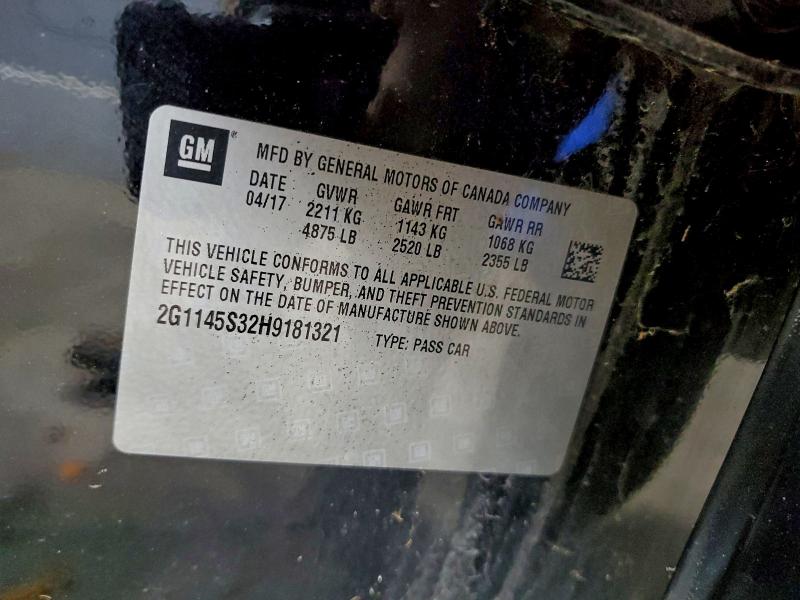 GM
MFD BY GENERAL MOTORS OF CANADA COMPANY
DATE GVWR GAWR FRT GAWR RR
04/17 2211 KG 1143 KG 1068 KG
4875 LB 2520 LB 2355 LB
THIS VEHICLE CONFORMS TO ALL APPLICABLE U.S. FEDERAL MOTOR
VEHICLE SAFETY, BUMPER, AND THEFT PREVENTION STANDARDS IN
EFFECT ON THE DATE OF MANUFACTURE SHOWN ABOVE.
2G1145S32H9181321 TYPE: PASS CAR